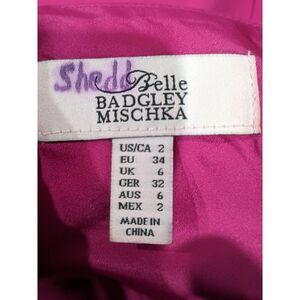 Shedd Belle
BADGLEY
MISCHKA
US/CA 2
EU 34
UK 6
GER 32
AUS 6
MEX 2
MADE IN
CHINA